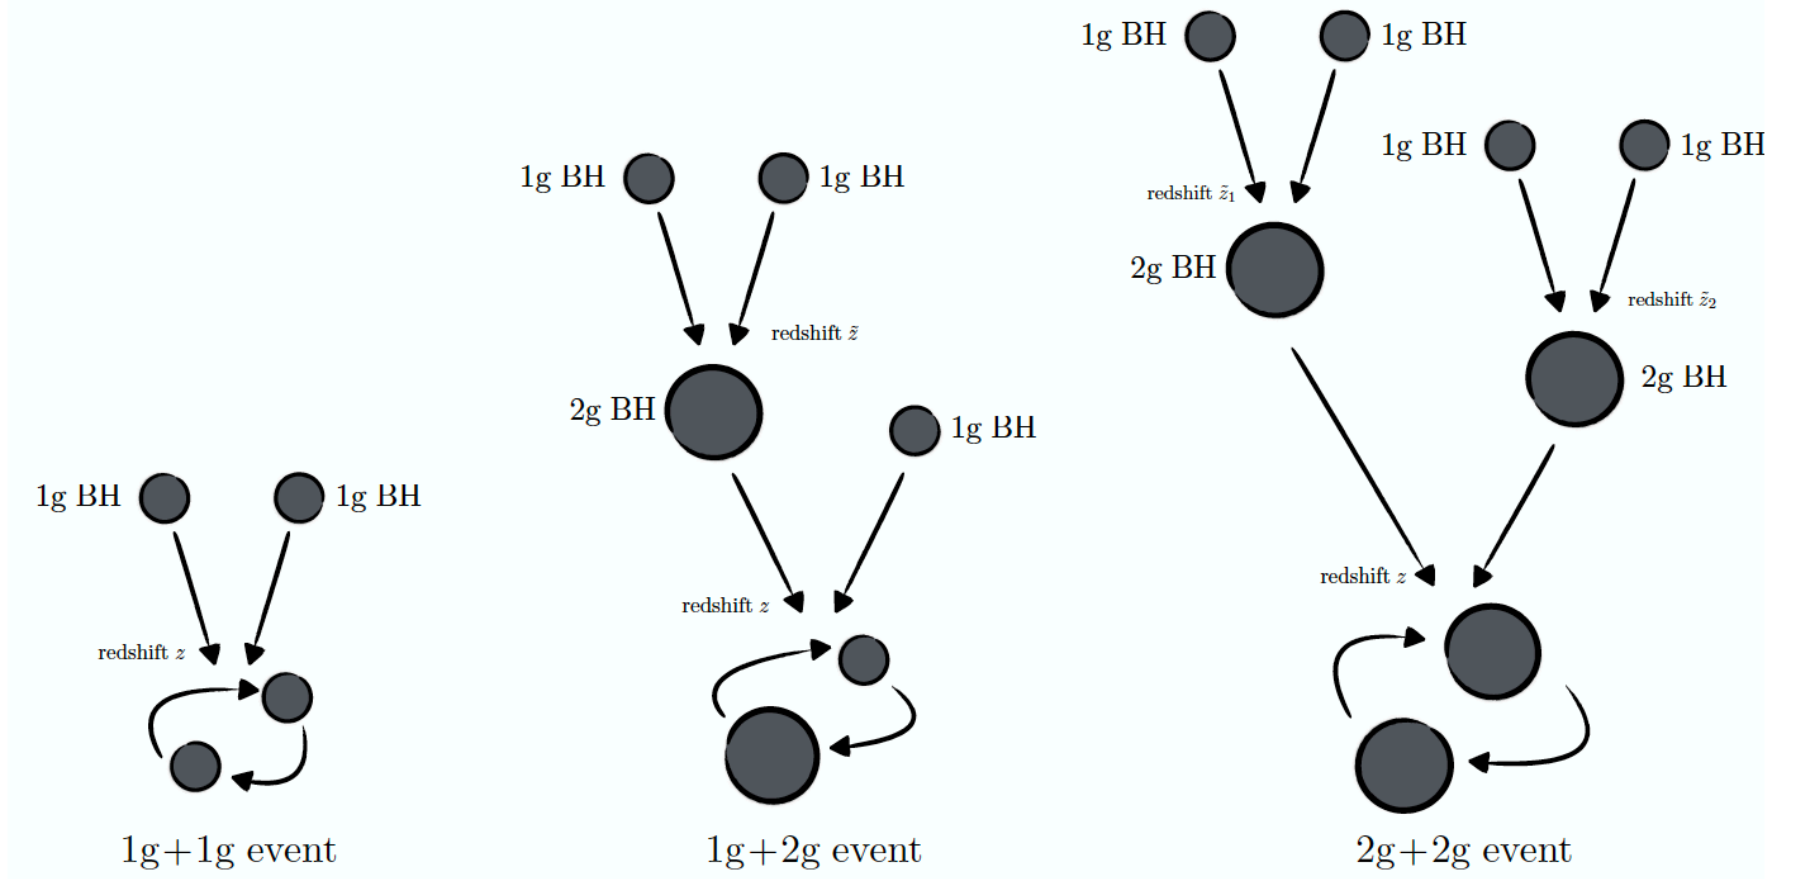 1g BH 1g BH
redshift z
1g+1g event
1g BH 1g BH
redshift z̃
2g BH 1g BH
redshift z
1g+2g event
1g BH 1g BH
1g BH 1g BH
redshift z̃₁
2g BH
redshift z̃₂
2g BH
redshift z
2g+2g event